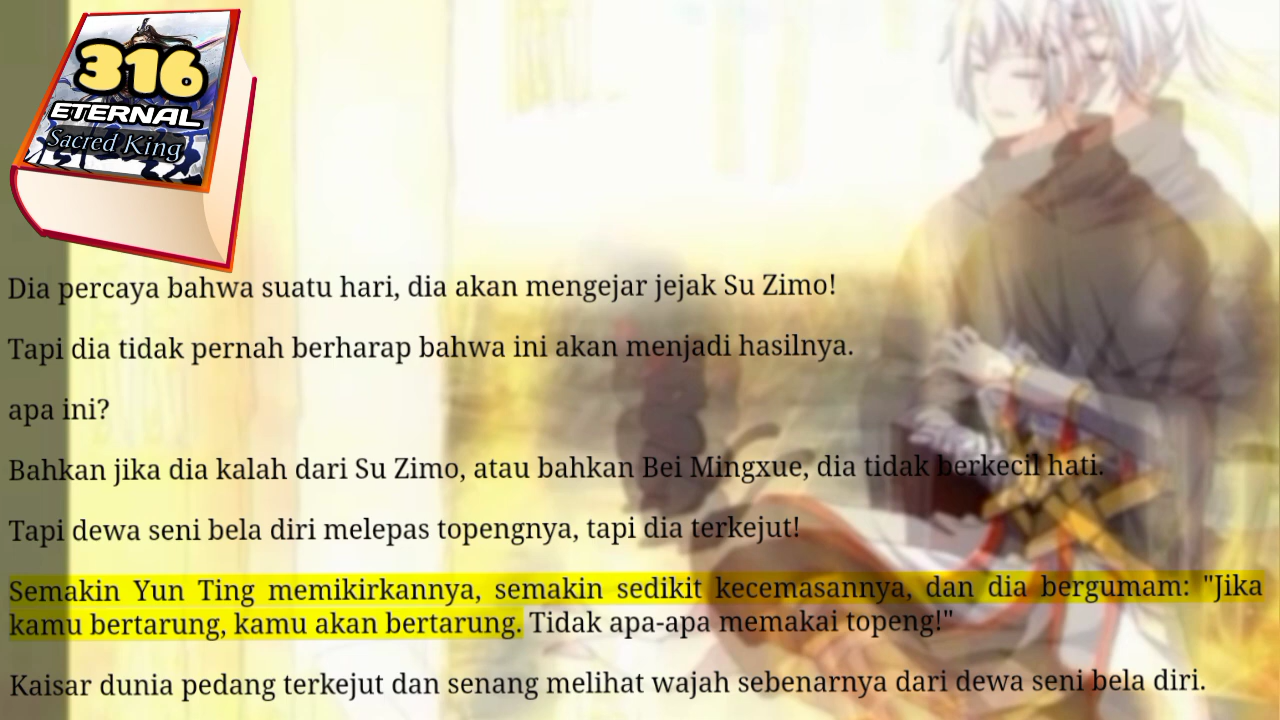 316
ETERNAL
Sacred King
Dia percaya bahwa suatu hari, dia akan mengejar jejak Su Zimo!
Tapi dia tidak pernah berharap bahwa ini akan menjadi hasilnya.
apa ini?
Bahkan jika dia kalah dari Su Zimo, atau bahkan Bei Mingxue, dia tidak berkecil hati.
Tapi dewa seni bela diri melepas topengnya, tapi dia terkejut!
Semakin Yun Ting memikirkannya, semakin sedikit kecemasannya, dan dia bergumam: "Jika
kamu bertarung, kamu akan bertarung. Tidak apa-apa memakai topeng!"
Kaisar dunia pedang terkejut dan senang melihat wajah sebenarnya dari dewa seni bela diri.